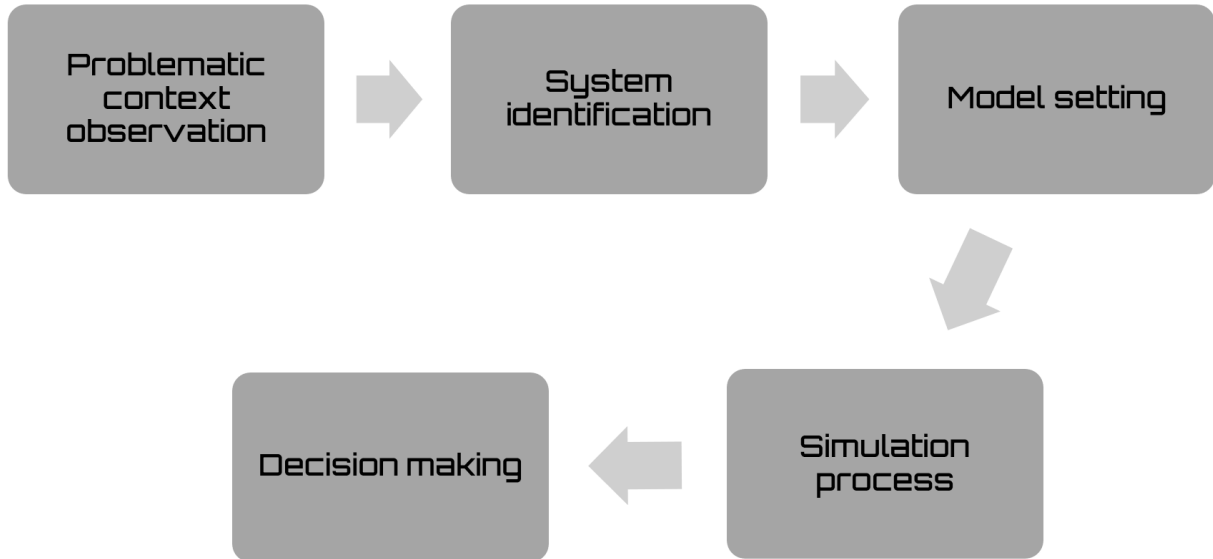 Problematic
context
observation
System
identification
Model setting
Simulation
process
Decision making